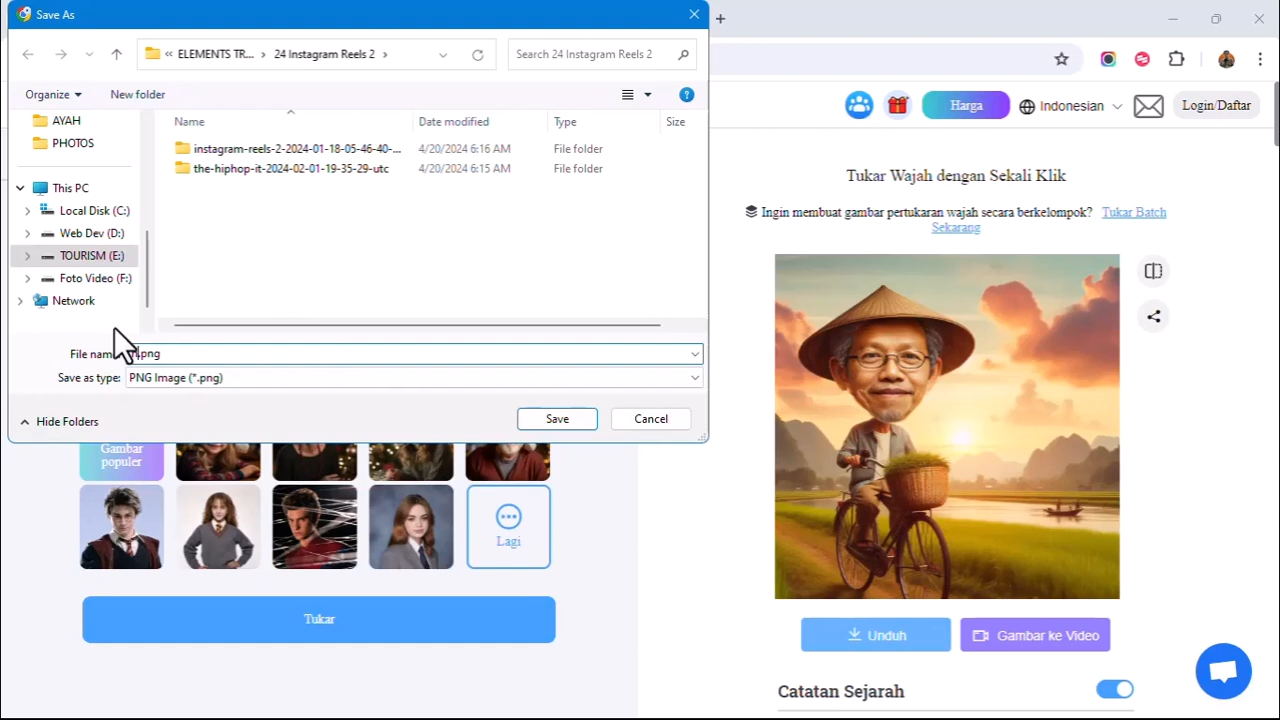 Save As
« ELEMENTS TR... > 24 Instagram Reels 2 >
Search 24 Instagram Reels 2
Organize
New folder
AYAH
PHOTOS
This PC
Local Disk (C:)
Web Dev (D:)
TOURISM (E:)
Foto Video (F:)
Network
Name
Date modified
Type
Size
instagram-reels-2-2024-01-18-05-46-40-...
4/20/2024 6:16 AM
File folder
the-hiphop-it-2024-02-01-19-35-29-utc
4/20/2024 6:15 AM
File folder
.png
Save as type:
PNG Image (*.png)
Hide Folders
Save
Cancel
Gambar
populer
Lagi
Tukar
Harga
Indonesian
Login/Daftar
Tukar Wajah dengan Sekali Klik
Ingin membuat gambar pertukaran wajah secara berkelompok? Tukar Batch
Sekarang
Unduh
Gambar ke Video
Catatan Sejarah